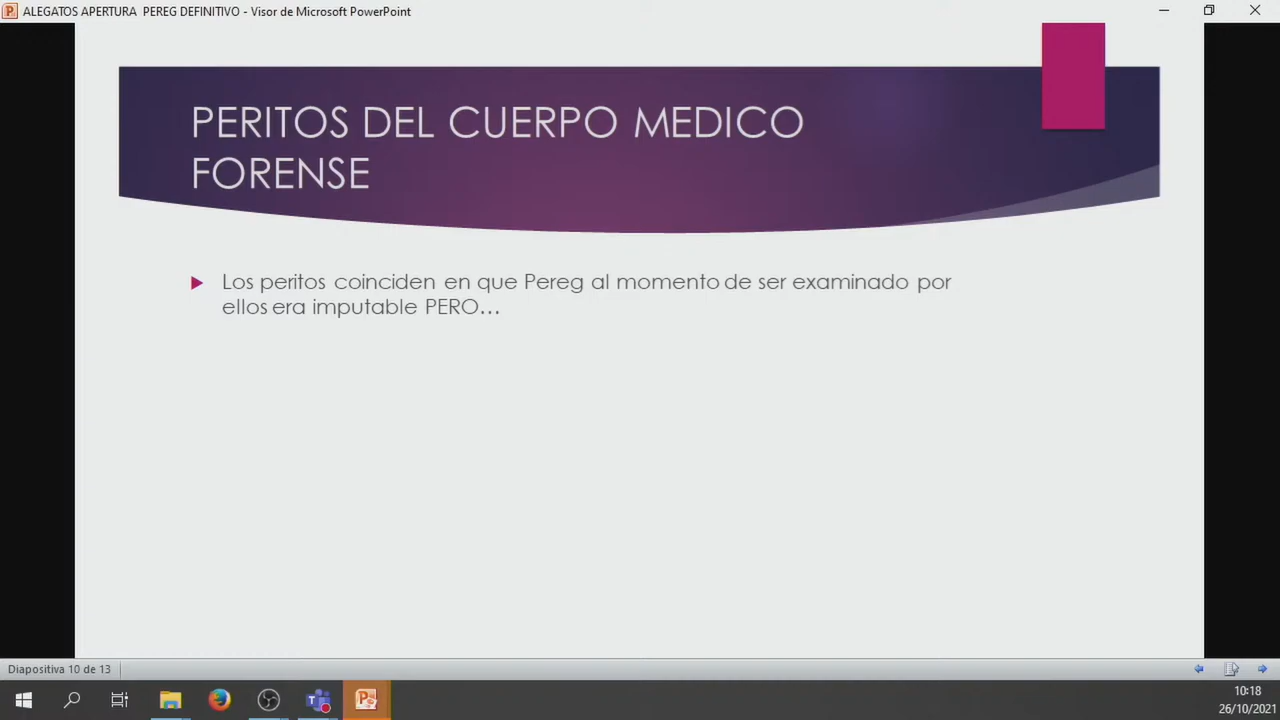 ALEGATOS APERTURA  PEREG DEFINITIVO - Visor de Microsoft PowerPoint
PERITOS DEL CUERPO MEDICO
FORENSE
Los peritos coinciden en que Pereg al momento de ser examinado por
ellos era imputable PERO...
Diapositiva 10 de 13
10:18
26/10/2021